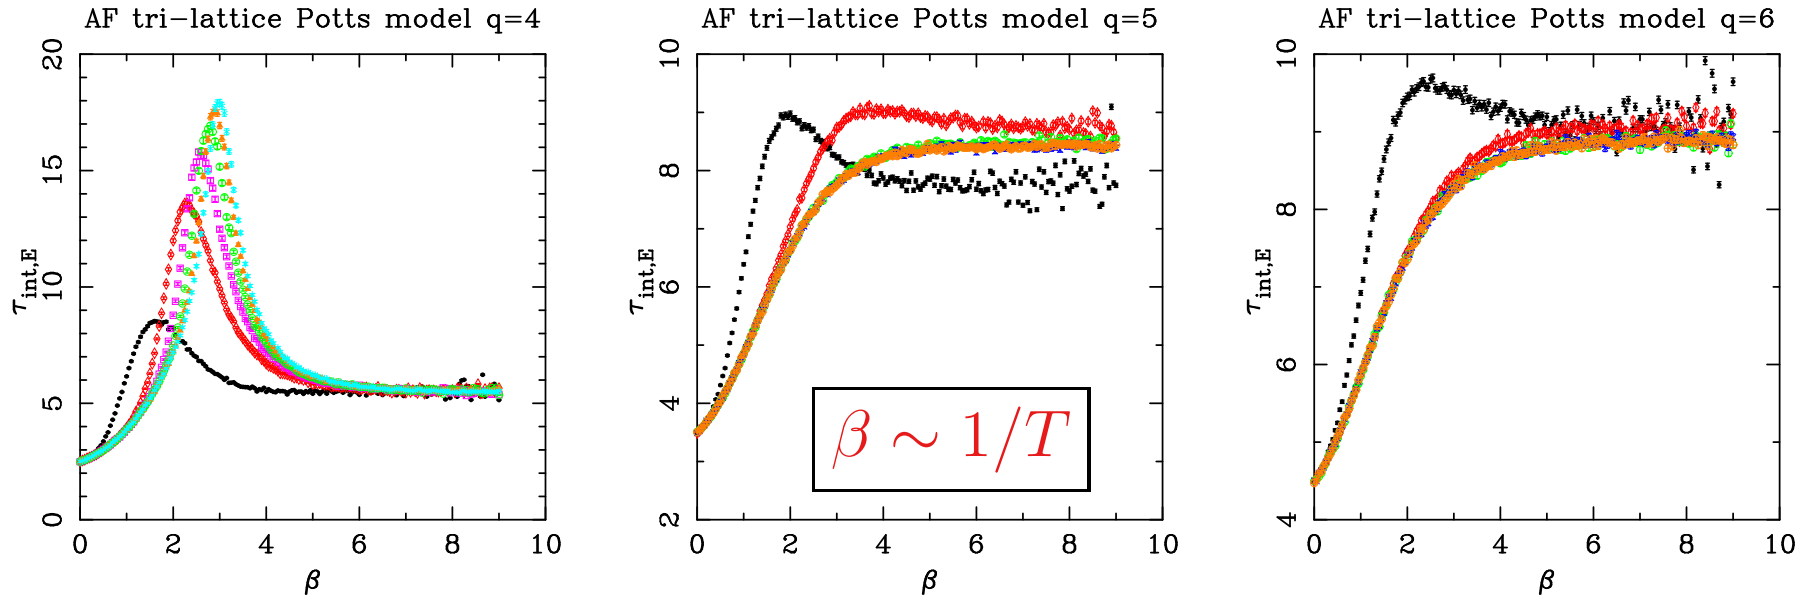 AF tri-lattice Potts model q=4
20
15
10
5
0
τint,E
0 2 4 6 8 10
β
AF tri-lattice Potts model q=5
10
8
6
4
2
τint,E
β ∼ 1/T
0 2 4 6 8 10
β
AF tri-lattice Potts model q=6
10
8
6
4
τint,E
0 2 4 6 8 10
β